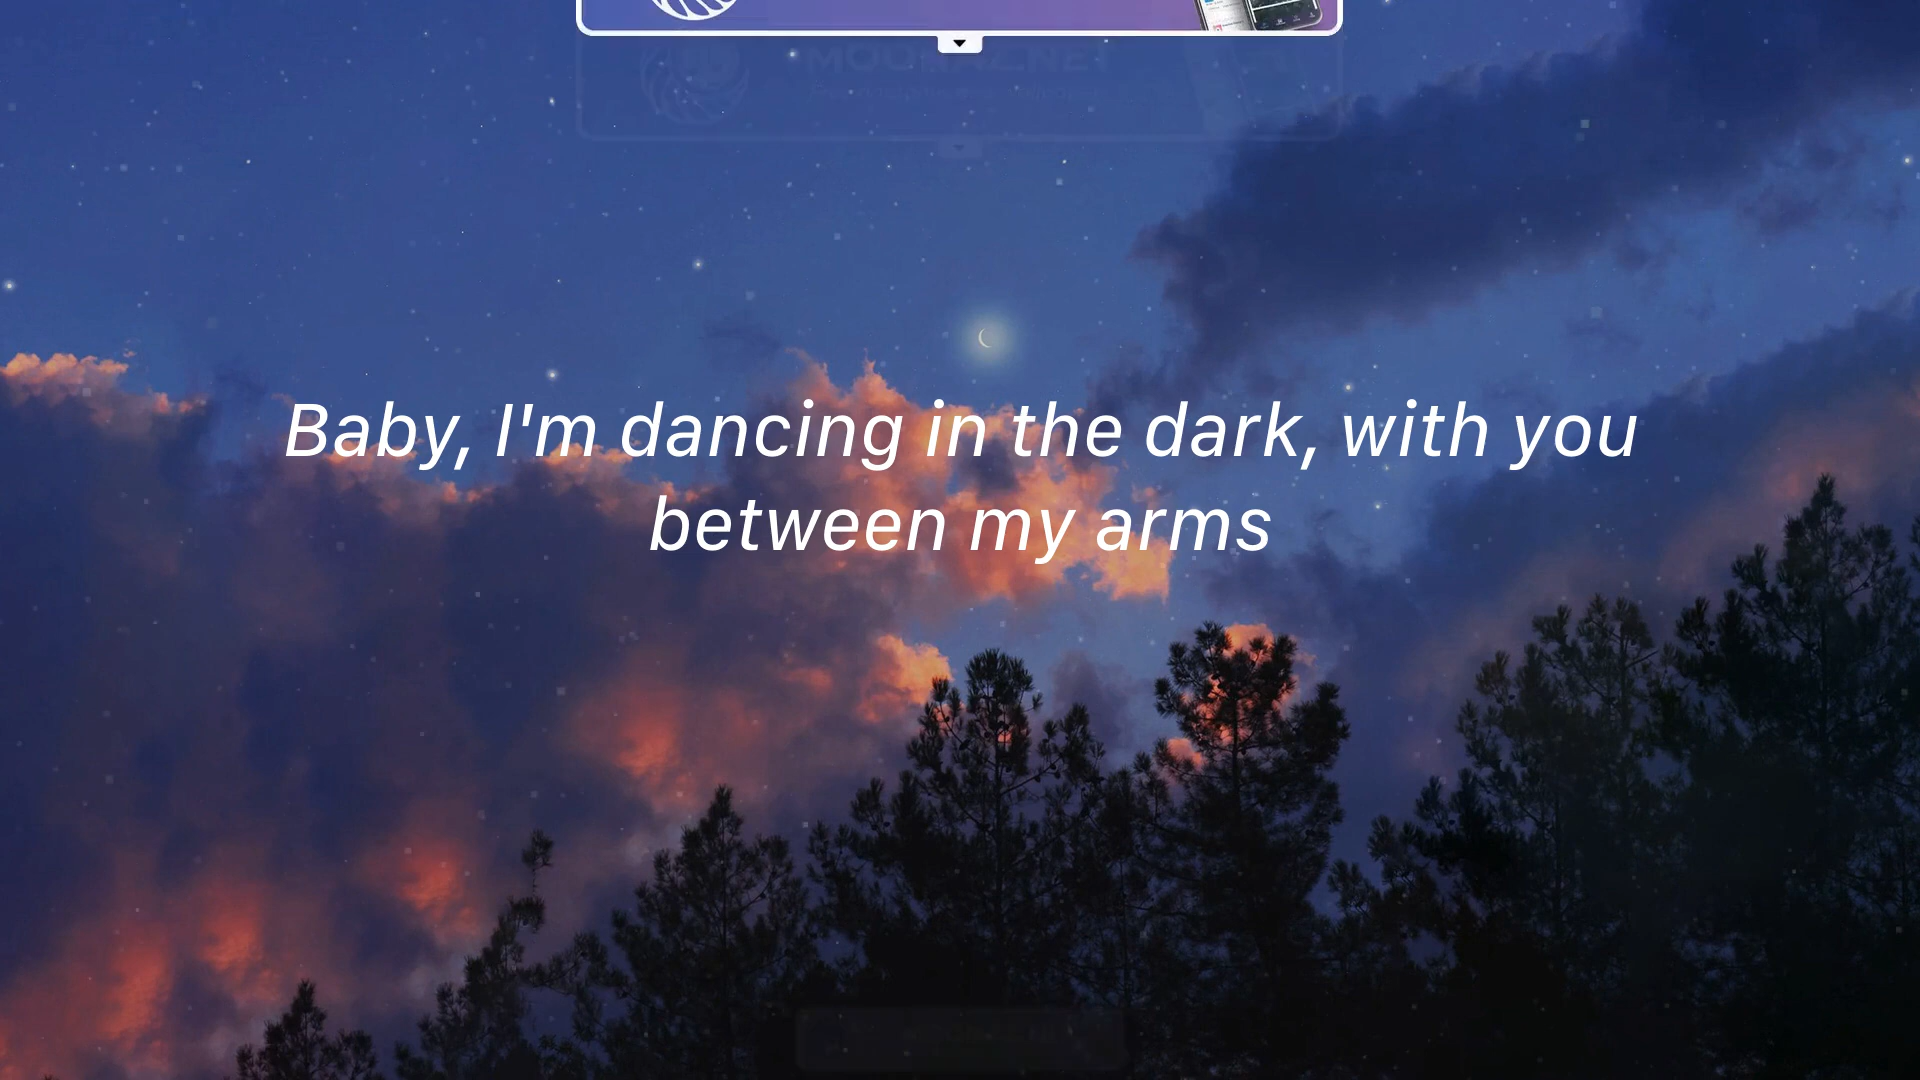 Baby, I'm dancing in the dark, with you
between my arms